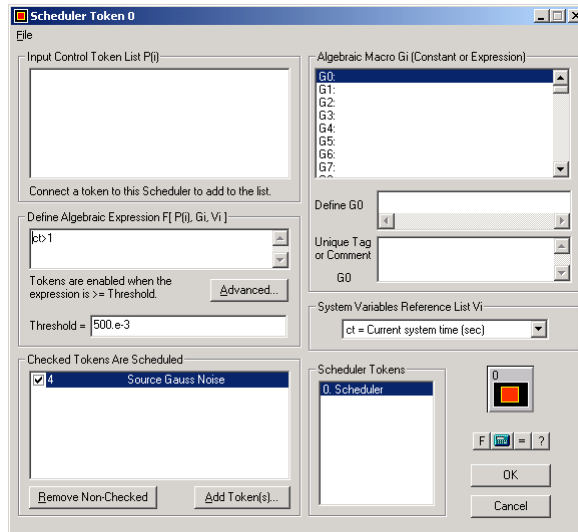 Scheduler Token 0
File
Input Control Token List P(i)
Connect a token to this Scheduler to add to the list.
Define Algebraic Expression F[ P(i), Gi, Vi ]
ct>1
Tokens are enabled when the
expression is >= Threshold.
Advanced...
Threshold = 500.e-3
Checked Tokens Are Scheduled
4 Source Gauss Noise
Remove Non-Checked
Add Token(s)...
Algebraic Macro Gi (Constant or Expression)
G0:
G1:
G2:
G3:
G4:
G5:
G6:
G7:
Define G0
Unique Tag
or Comment
G0
System Variables Reference List Vi
ct = Current system time (sec)
Scheduler Tokens
0. Scheduler
0
F = ?
OK
Cancel